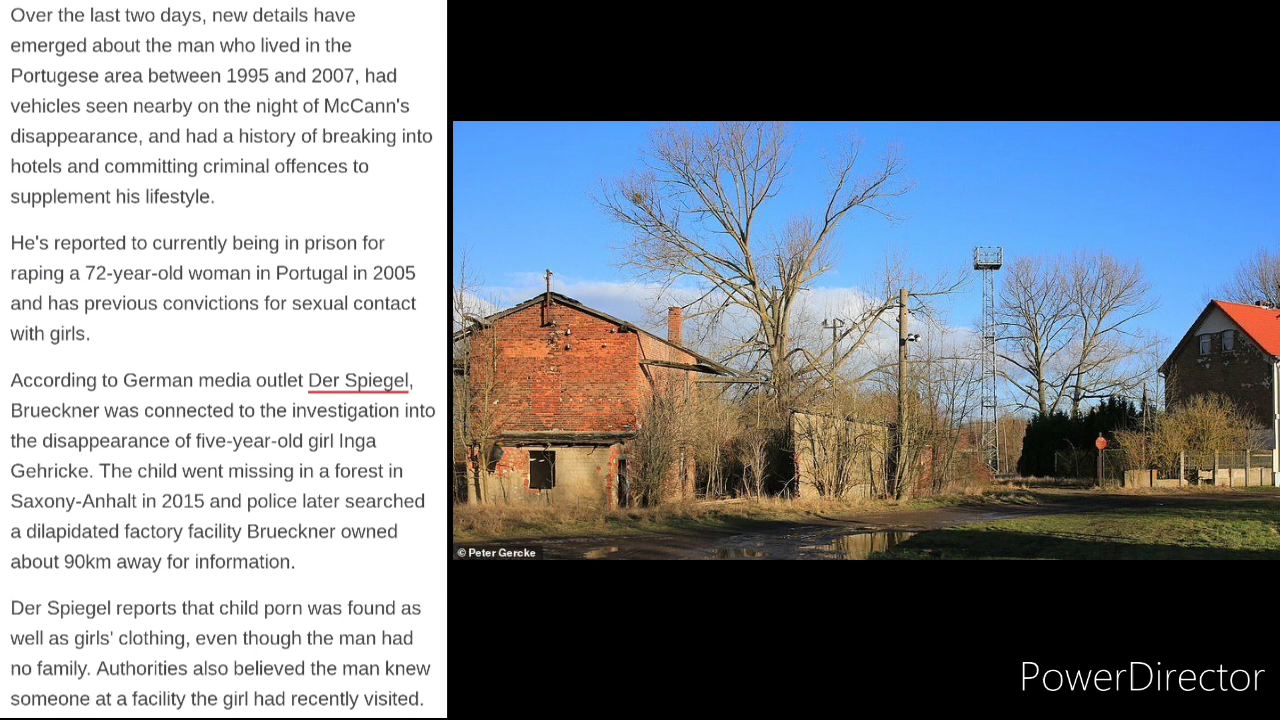 Over the last two days, new details have
emerged about the man who lived in the
Portugese area between 1995 and 2007, had
vehicles seen nearby on the night of McCann's
disappearance, and had a history of breaking into
hotels and committing criminal offences to
supplement his lifestyle.
He's reported to currently being in prison for
raping a 72-year-old woman in Portugal in 2005
and has previous convictions for sexual contact
with girls.
According to German media outlet Der Spiegel,
Brueckner was connected to the investigation into
the disappearance of five-year-old girl Inga
Gehricke. The child went missing in a forest in
Saxony-Anhalt in 2015 and police later searched
a dilapidated factory facility Brueckner owned
about 90km away for information.
Der Spiegel reports that child porn was found as
well as girls' clothing, even though the man had
no family. Authorities also believed the man knew
someone at a facility the girl had recently visited.
© Peter Gercke
PowerDirector